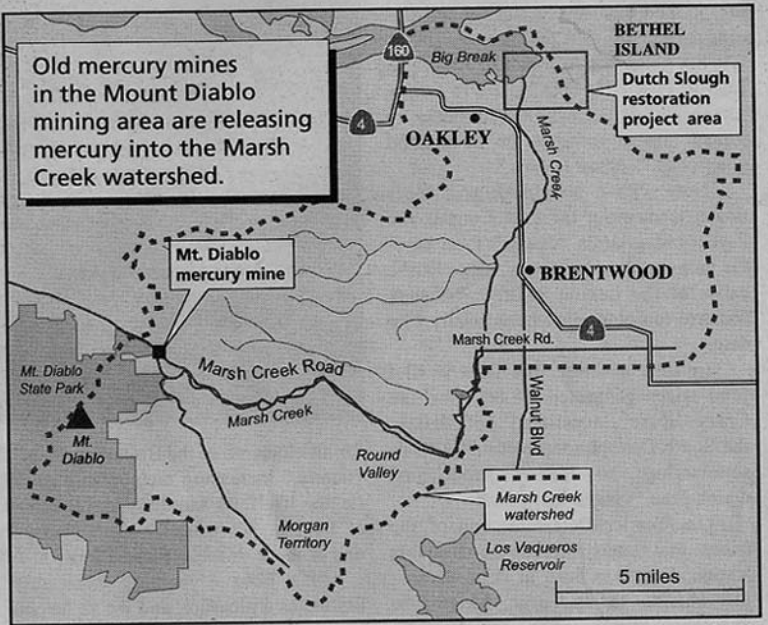 Old mercury mines
in the Mount Diablo
mining area are releasing
mercury into the Marsh
Creek watershed.
160
Big Break
BETHEL
ISLAND
Dutch Slough
restoration
project area
4
OAKLEY
Marsh Creek
Mt. Diablo
mercury mine
BRENTWOOD
4
Marsh Creek Rd.
Mt. Diablo
State Park
Marsh Creek Road
Mt.
Diablo
Marsh Creek
Walnut Blvd
Round
Valley
Marsh Creek
watershed
Morgan
Territory
Los Vaqueros
Reservoir
5 miles